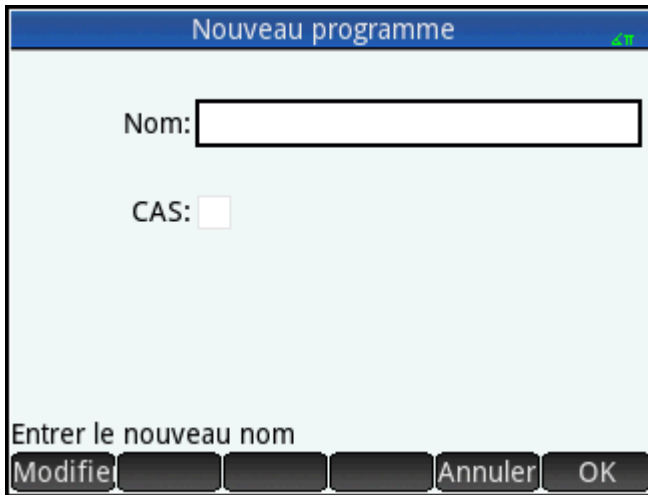 Nouveau programme
∡π
Nom:
CAS:
Entrer le nouveau nom
Modifie
Annuler
OK